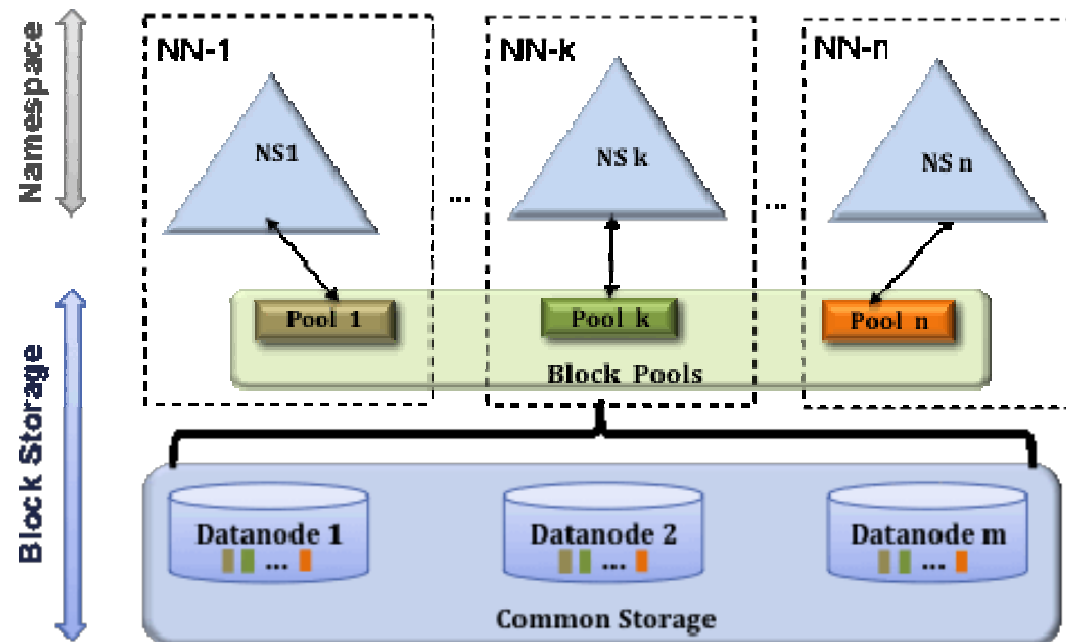 Namespace
NN-1
NN-k
NN-n
NS1
NS k
NS n
...
...
Block Storage
Pool 1
Pool k
Pool n
Block Pools
Datanode 1
...
Datanode 2
...
Datanode m
...
Common Storage